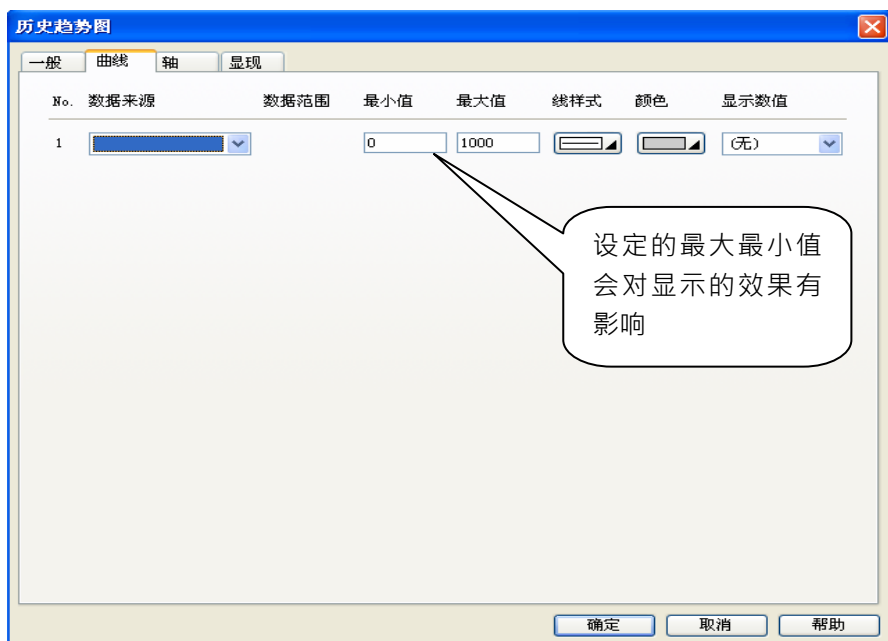 历史趋势图
一般 曲线 轴 显现
No. 数据来源 数据范围 最小值 最大值 线样式 颜色 显示数值
1 0 1000 (无)
设定的最大最小值
会对显示的效果有
影响
确定 取消 帮助